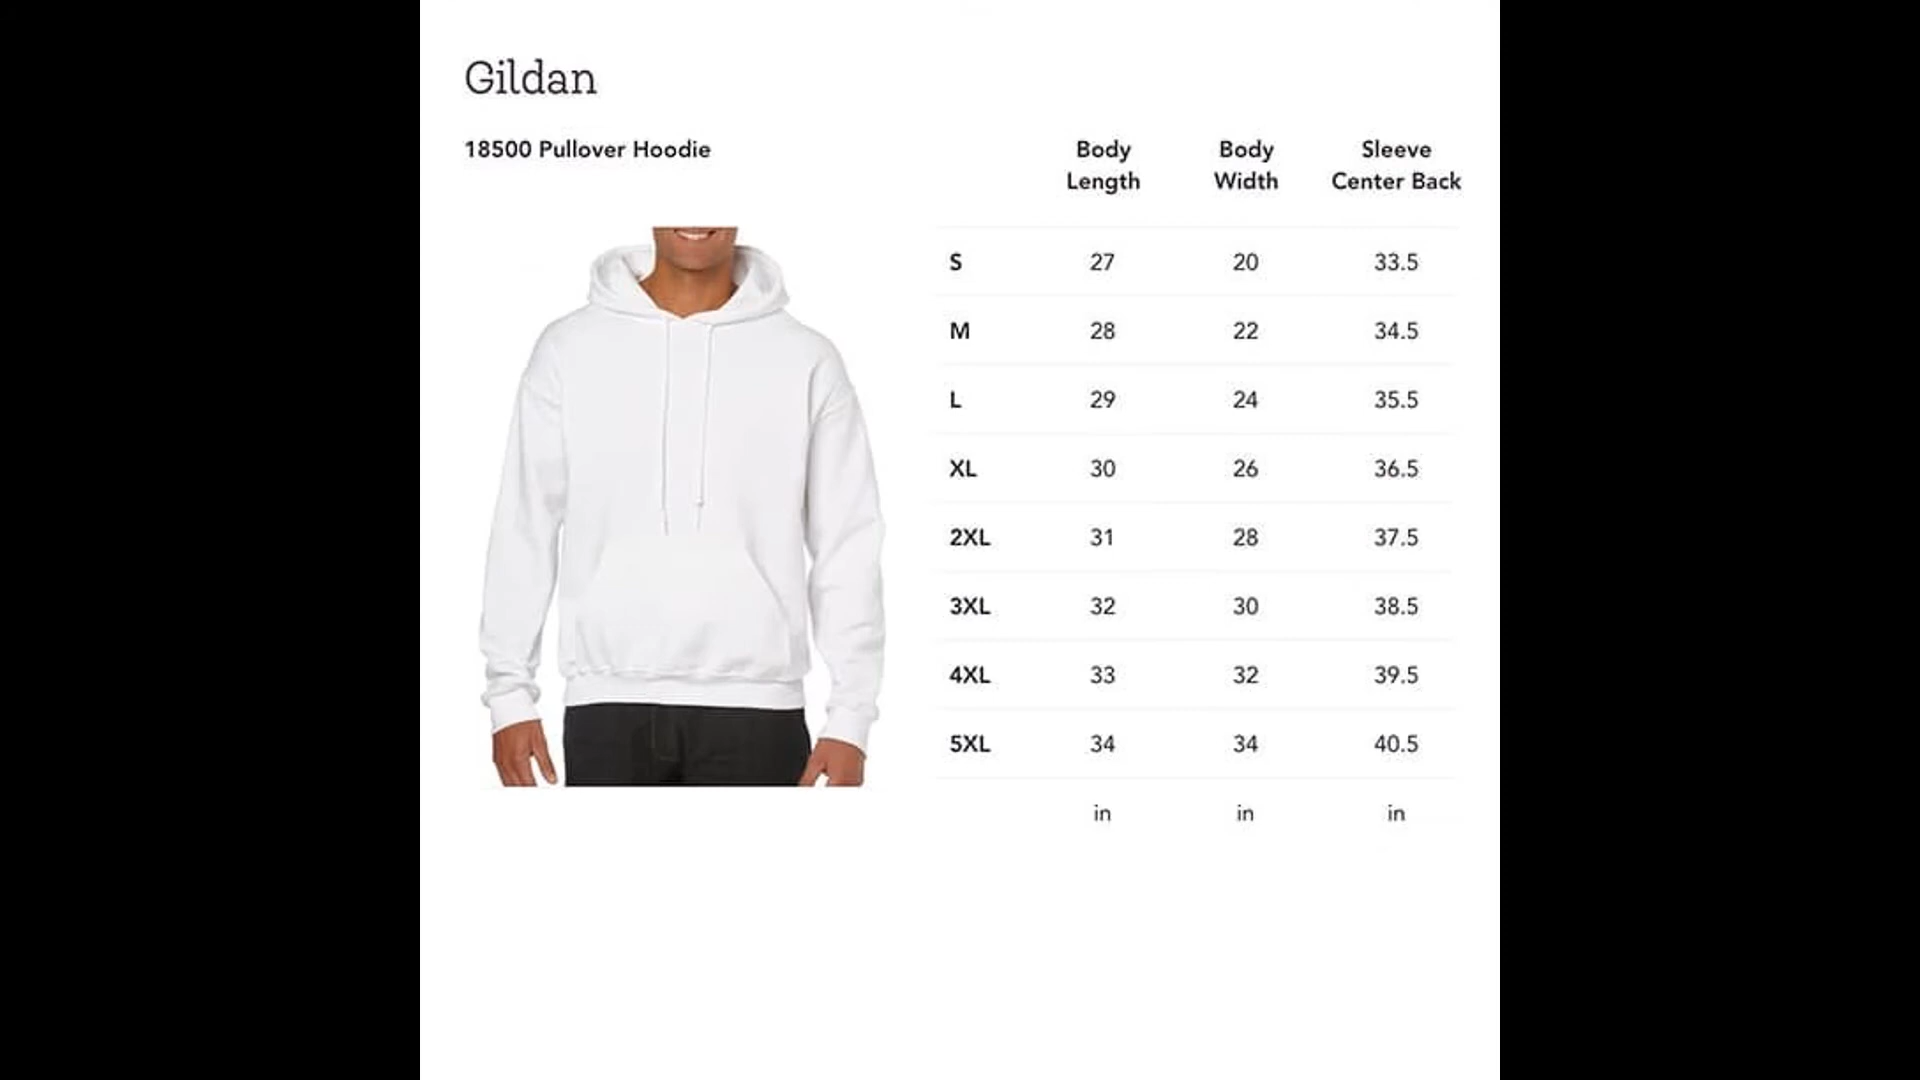 Gildan
18500 Pullover Hoodie
Body Body Sleeve
Length Width Center Back
S 27 20 33.5
M 28 22 34.5
L 29 24 35.5
XL 30 26 36.5
2XL 31 28 37.5
3XL 32 30 38.5
4XL 33 32 39.5
5XL 34 34 40.5
in in in